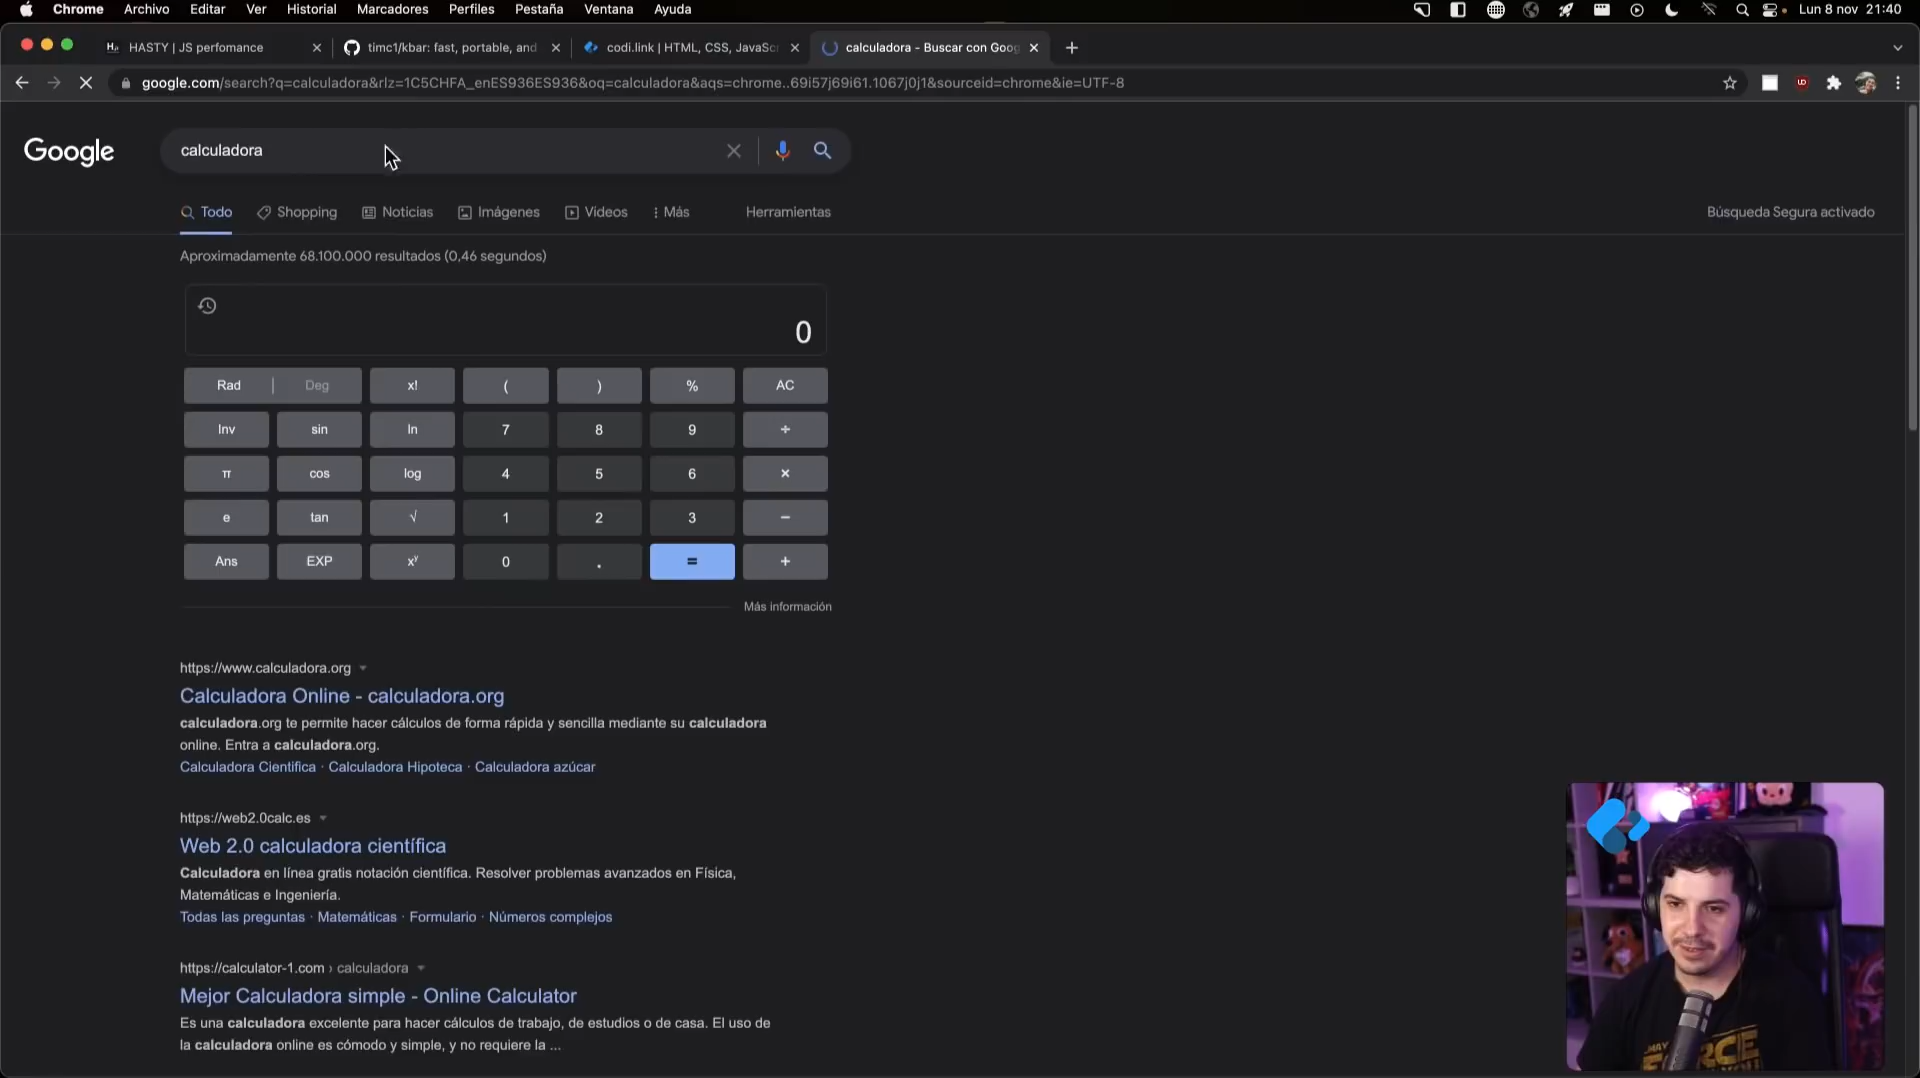 Chrome Archivo Editar Ver Historial Marcadores Perfiles Pestaña Ventana Ayuda Lun 8 nov 21:40
HASTY | JS perfomance
timc1/kbar: fast, portable, and
codi.link | HTML, CSS, JavaScr
calculadora - Buscar con Goog
google.com/search?q=calculadora&rlz=1C5CHFA_enES936ES936&oq=calculadora&aqs=chrome..69i57j69i61.1067j0j1&sourceid=chrome&ie=UTF-8
Google
calculadora
Todo Shopping Noticias Imágenes Vídeos Más Herramientas Búsqueda Segura activado
Aproximadamente 68.100.000 resultados (0,46 segundos)
0
Rad | Deg x! ( ) % AC
Inv sin ln 7 8 9 ÷
π cos log 4 5 6 ×
e tan √ 1 2 3 −
Ans EXP xʸ 0 . = +
Más información
https://www.calculadora.org
Calculadora Online - calculadora.org
calculadora.org te permite hacer cálculos de forma rápida y sencilla mediante su calculadora
online. Entra a calculadora.org.
Calculadora Cientifica · Calculadora Hipoteca · Calculadora azúcar
https://web2.0calc.es
Web 2.0 calculadora científica
Calculadora en línea gratis notación científica. Resolver problemas avanzados en Física,
Matemáticas e Ingeniería.
Todas las preguntas · Matemáticas · Formulario · Números complejos
https://calculator-1.com › calculadora
Mejor Calculadora simple - Online Calculator
Es una calculadora excelente para hacer cálculos de trabajo, de estudios o de casa. El uso de
la calculadora online es cómodo y simple, y no requiere la ...